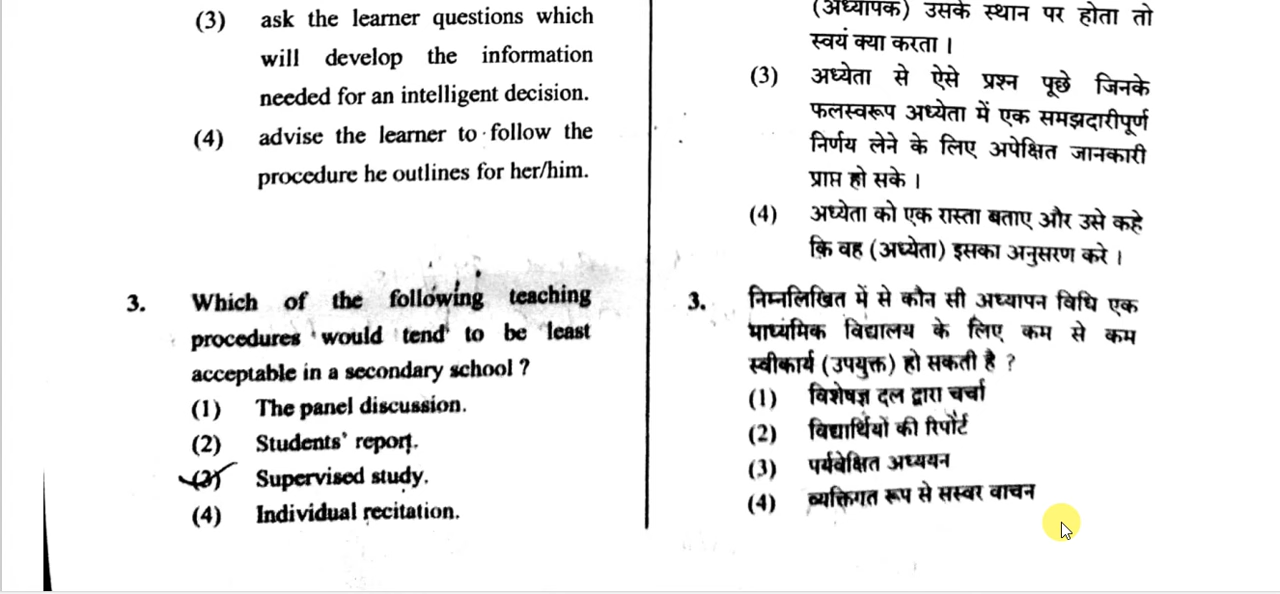 (3) ask the learner questions which
will develop the information
needed for an intelligent decision.
(4) advise the learner to follow the
procedure he outlines for her/him.
3. Which of the following teaching
procedures would tend to be least
acceptable in a secondary school ?
(1) The panel discussion.
(2) Students' report.
(3) Supervised study.
(4) Individual recitation.
(अध्यापक) उसके स्थान पर होता तो
स्वयं क्या करता ।
(3) अध्येता से ऐसे प्रश्न पूछे जिनके
फलस्वरूप अध्येता में एक समझदारीपूर्ण
निर्णय लेने के लिए अपेक्षित जानकारी
प्राप्त हो सके ।
(4) अध्येता को एक रास्ता बताए और उसे कहे
कि वह (अध्येता) इसका अनुसरण करे ।
3. निम्नलिखित में से कौन सी अध्यापन विधि एक
माध्यमिक विद्यालय के लिए कम से कम
स्वीकार्य (उपयुक्त) हो सकती है ?
(1) विशेषज्ञ दल द्वारा चर्चा
(2) विद्यार्थियों की रिपोर्ट
(3) पर्यवेक्षित अध्ययन
(4) व्यक्तिगत रूप से सस्वर वाचन